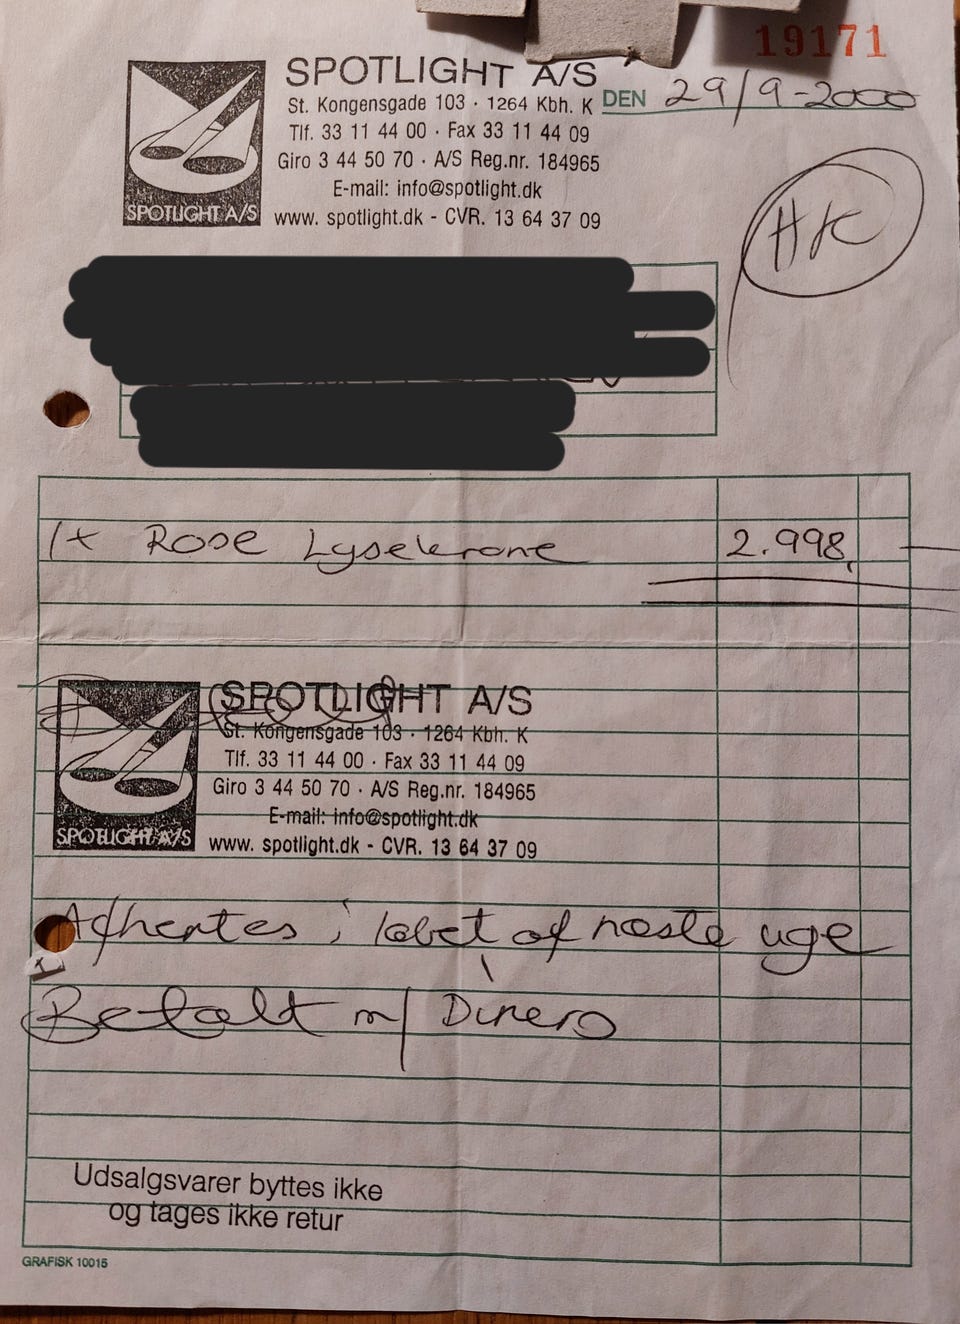 19171
SPOTLIGHT A/S
St. Kongensgade 103 · 1264 Kbh. K
DEN 29/9-2000
Tlf. 33 11 44 00 · Fax 33 11 44 09
Giro 3 44 50 70 · A/S Reg.nr. 184965
E-mail: info@spotlight.dk
www. spotlight.dk - CVR. 13 64 37 09
SPOTLIGHT A/S
HK
1x Rose Lysekrone 2.998,
SPOTLIGHT A/S
St. Kongensgade 103 · 1264 Kbh. K
Tlf. 33 11 44 00 · Fax 33 11 44 09
Giro 3 44 50 70 · A/S Reg.nr. 184965
E-mail: info@spotlight.dk
www. spotlight.dk - CVR. 13 64 37 09
SPOTLIGHT A/S
Afhentes i løbet af næste uge
Betalt m/ Dinero
Udsalgsvarer byttes ikke
og tages ikke retur
GRAFISK 10015